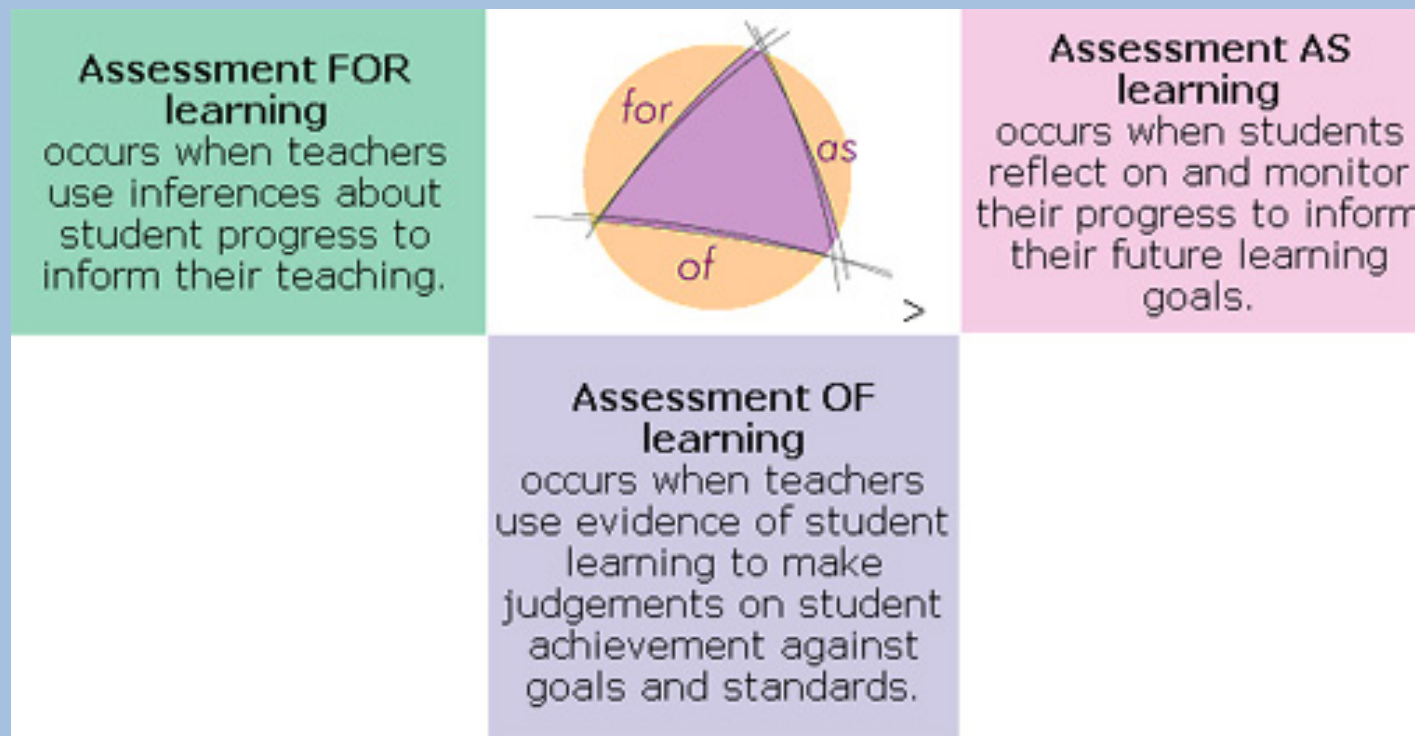 Assessment FOR
learning
occurs when teachers
use inferences about
student progress to
inform their teaching.
for
as
of
>
Assessment AS
learning
occurs when students
reflect on and monitor
their progress to inform
their future learning
goals.
Assessment OF
learning
occurs when teachers
use evidence of student
learning to make
judgements on student
achievement against
goals and standards.